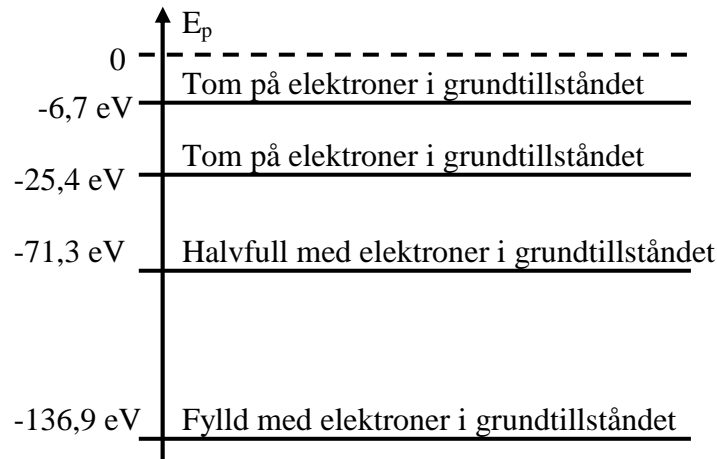 E_p
0
Tom på elektroner i grundtillståndet
-6,7 eV
Tom på elektroner i grundtillståndet
-25,4 eV
-71,3 eV Halvfull med elektroner i grundtillståndet
-136,9 eV Fylld med elektroner i grundtillståndet